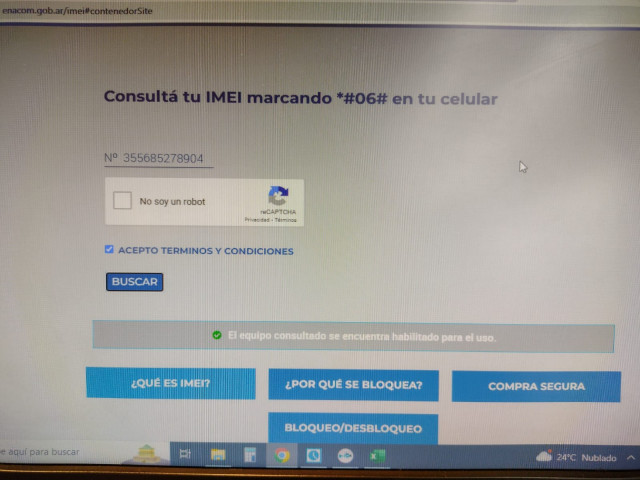 enacom.gob.ar/imei#contenedorSite
Consultá tu IMEI marcando *#06# en tu celular
Nº 355685278904
No soy un robot
reCAPTCHA
Privacidad - Términos
ACEPTO TERMINOS Y CONDICIONES
BUSCAR
El equipo consultado se encuentra habilitado para el uso.
¿QUÉ ES IMEI?
¿POR QUÉ SE BLOQUEA?
COMPRA SEGURA
BLOQUEO/DESBLOQUEO
e aquí para buscar
24°C Nublado